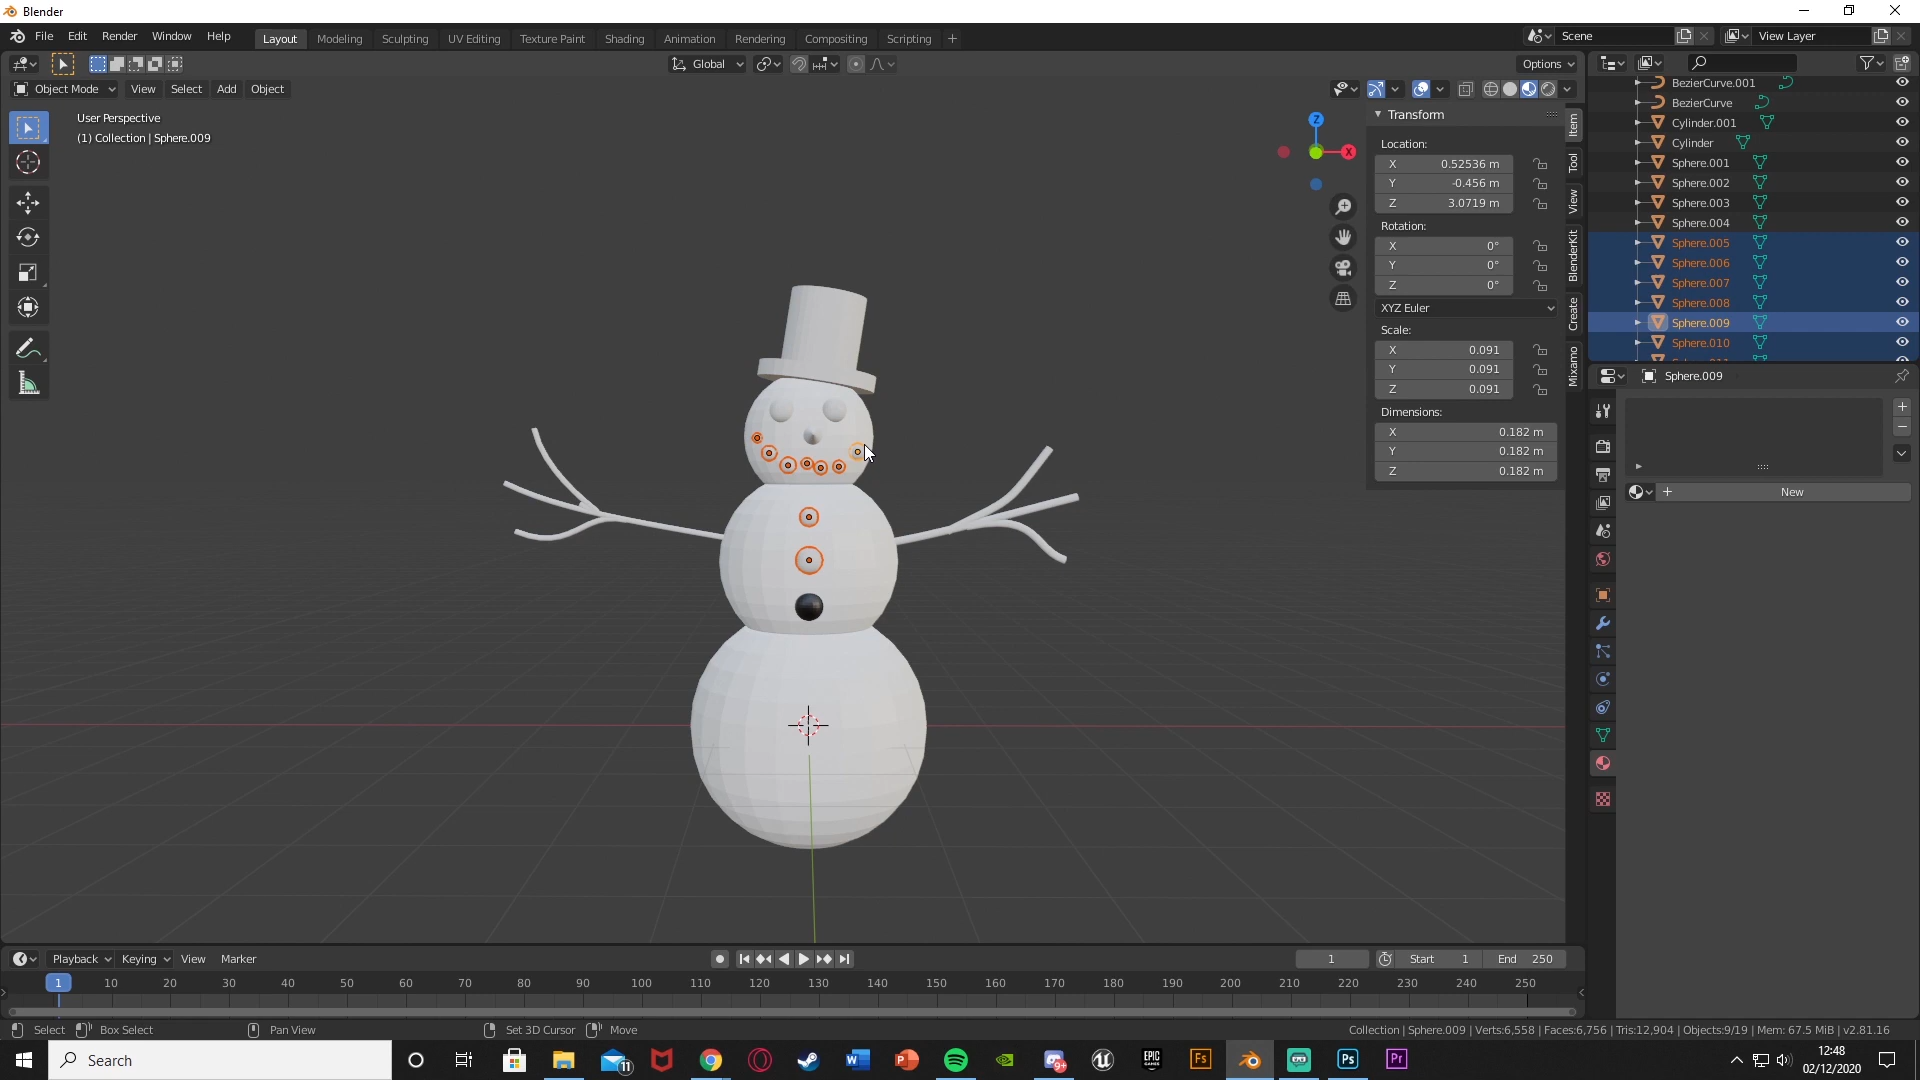 Blender
File Edit Render Window Help
Layout Modeling Sculpting UV Editing Texture Paint Shading Animation Rendering Compositing Scripting +
Scene
View Layer
Global
Options
Object Mode View Select Add Object
User Perspective
(1) Collection | Sphere.009
Z
X
Transform
Location:
X 0.52536 m
Y -0.456 m
Z 3.0719 m
Rotation:
X 0°
Y 0°
Z 0°
XYZ Euler
Scale:
X 0.091
Y 0.091
Z 0.091
Dimensions:
X 0.182 m
Y 0.182 m
Z 0.182 m
Item
Tool
View
BlenderKit
Create
Mixamo
BezierCurve.001
BezierCurve
Cylinder.001
Cylinder
Sphere.001
Sphere.002
Sphere.003
Sphere.004
Sphere.005
Sphere.006
Sphere.007
Sphere.008
Sphere.009
Sphere.010
Sphere.009
New
Playback Keying View Marker
1 Start 1 End 250
1 10 20 30 40 50 60 70 80 90 100 110 120 130 140 150 160 170 180 190 200 210 220 230 240 250
Select Box Select Pan View Set 3D Cursor Move
Collection | Sphere.009 | Verts:6,558 | Faces:6,756 | Tris:12,904 | Objects:9/19 | Mem: 67.5 MiB | v2.81.16
Search
11
9+
EPIC GAMES
Fs
Ps
Pr
12:48
02/12/2020